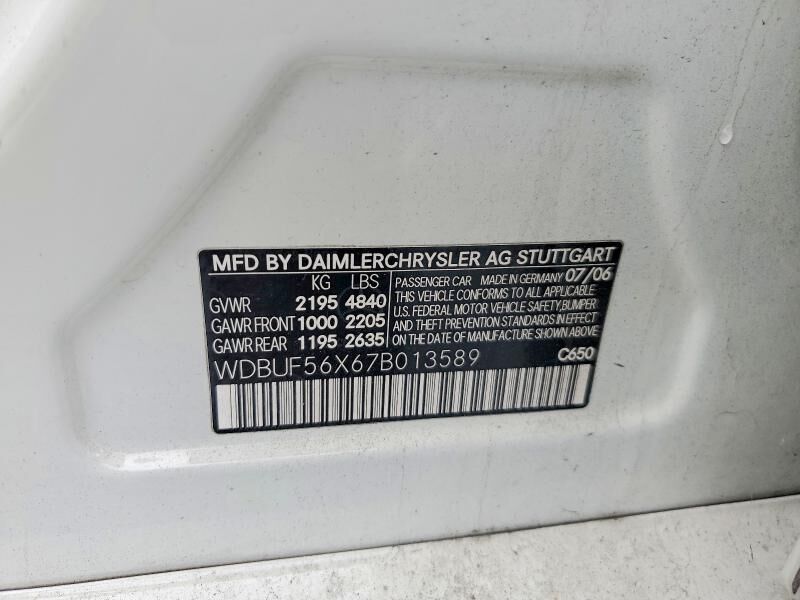 MFD BY DAIMLERCHRYSLER AG STUTTGART
KG LBS
GVWR 2195 4840
GAWR FRONT 1000 2205
GAWR REAR 1195 2635
PASSENGER CAR MADE IN GERMANY 07/06
THIS VEHICLE CONFORMS TO ALL APPLICABLE
U.S. FEDERAL MOTOR VEHICLE SAFETY,BUMPER
AND THEFT PREVENTION STANDARDS IN EFFECT
ON THE DATE OF MANUFACTURE SHOWN ABOVE.
WDBUF56X67B013589 C650